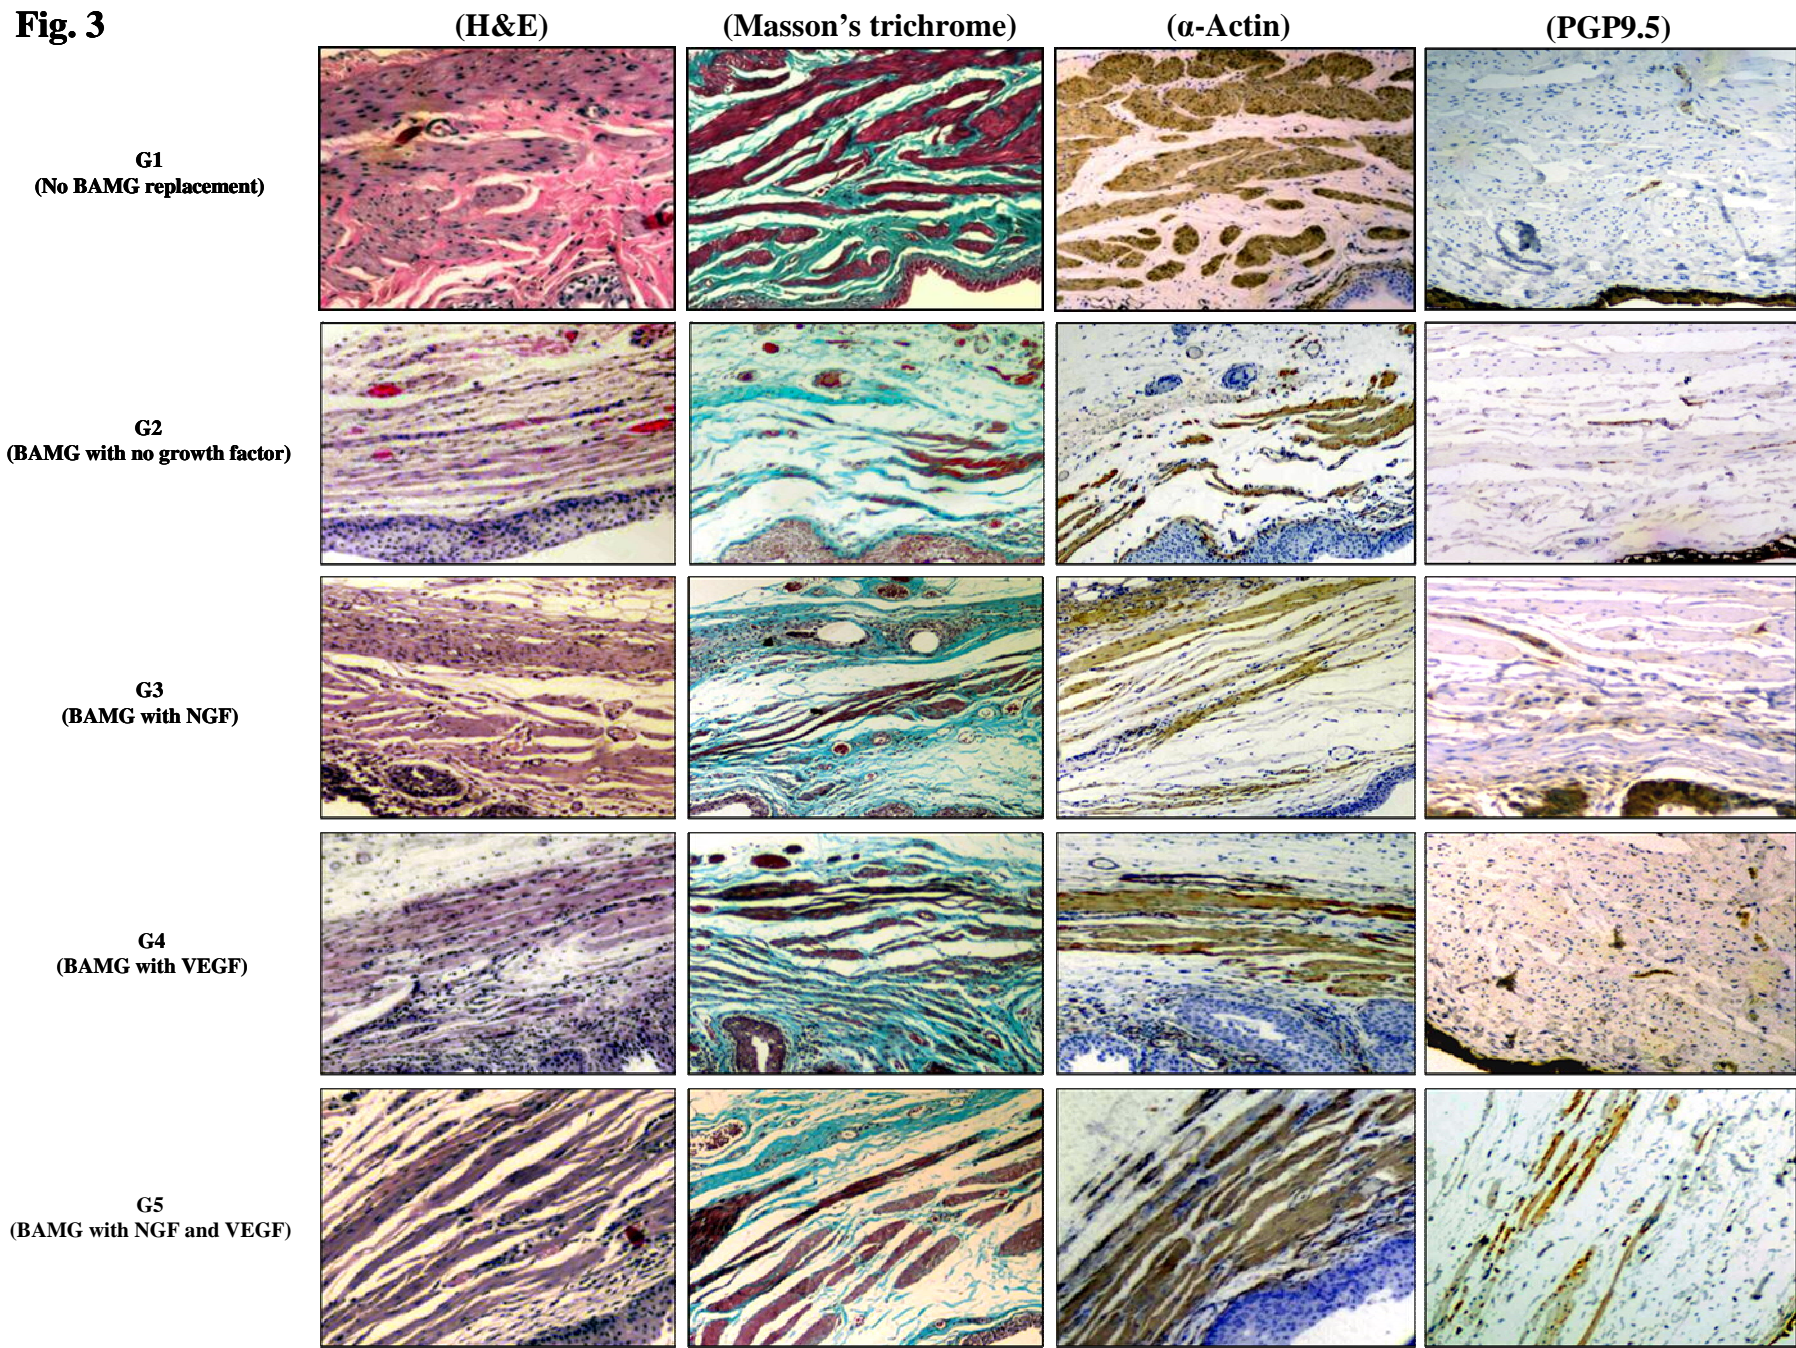 Fig. 3
(H&E)
(Masson's trichrome)
(α-Actin)
(PGP9.5)
G1
(No BAMG replacement)
G2
(BAMG with no growth factor)
G3
(BAMG with NGF)
G4
(BAMG with VEGF)
G5
(BAMG with NGF and VEGF)